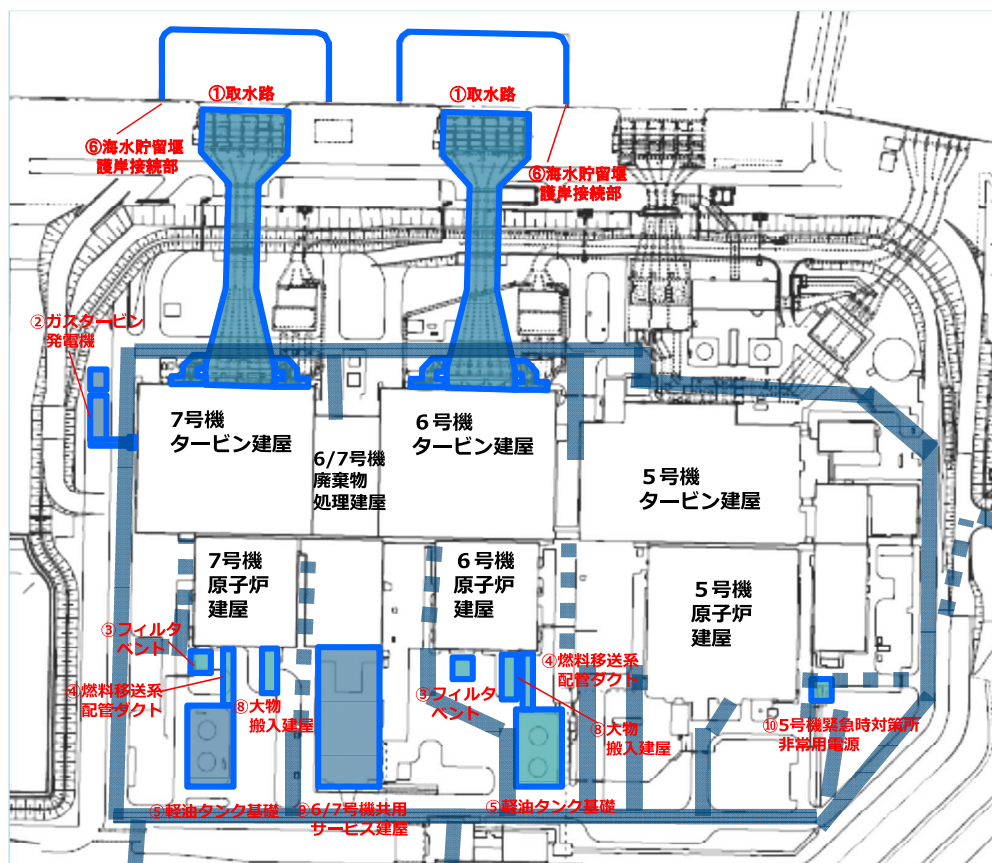 ①取水路
①取水路
⑥海水貯留堰
護岸接続部
⑥海水貯留堰
護岸接続部
②ガスタービン
発電機
7号機
タービン建屋
6/7号機
廃棄物
処理建屋
6号機
タービン建屋
5号機
タービン建屋
7号機
原子炉
建屋
6号機
原子炉
建屋
5号機
原子炉
建屋
③フィルタ
ベント
④燃料移送系
配管ダクト
⑧大物
搬入建屋
③フィルタ
ベント
④燃料移送系
配管ダクト
⑧大物
搬入建屋
⑩5号機緊急時対策所
非常用電源
⑤軽油タンク基礎
⑨6/7号機共用
サービス建屋
⑤軽油タンク基礎